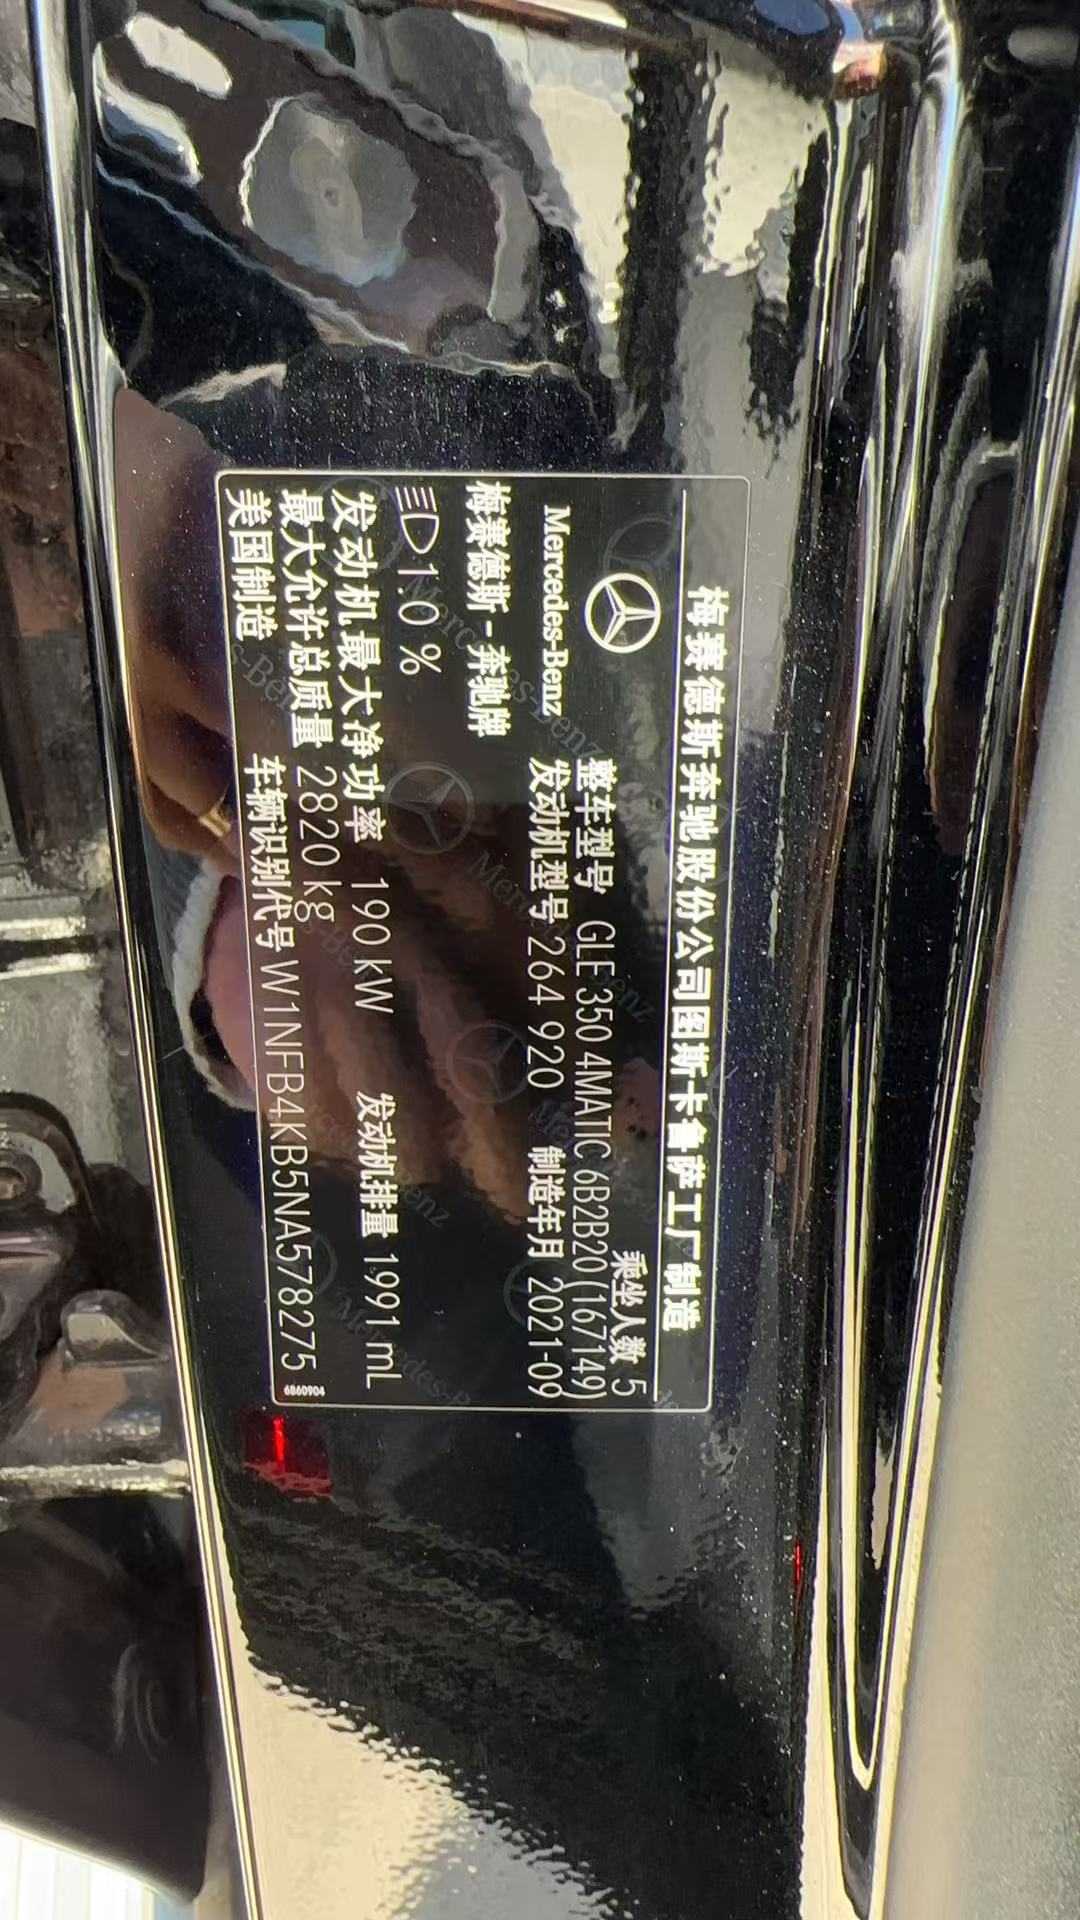 梅赛德斯奔驰股份公司图斯卡鲁萨工厂制造
乘坐人数 5
Mercedes-Benz
整车型号 GLE 350 4MATIC 6B2B20(167149)
发动机型号 264 920 制造年月 2021-09
梅赛德斯-奔驰牌
1.0 %
发动机最大净功率 190 kW 发动机排量 1991 mL
最大允许总质量 2820 kg
美国制造 车辆识别代号 W1NFB4KB5NA578275
6860904